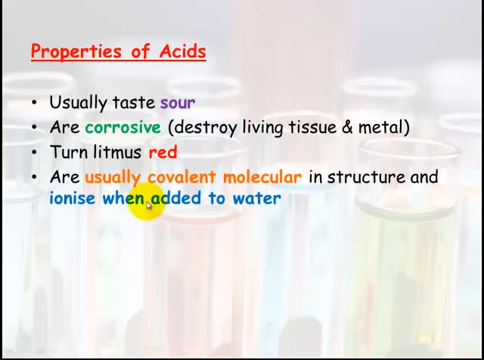 Properties of Acids
• Usually taste sour
• Are corrosive (destroy living tissue & metal)
• Turn litmus red
• Are usually covalent molecular in structure and
ionise when added to water